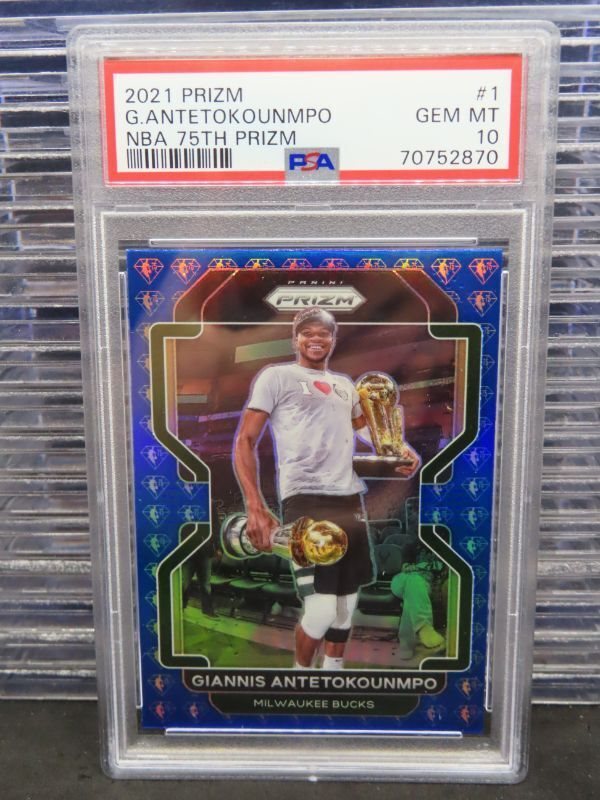 2021 PRIZM #1
G.ANTETOKOUNMPO GEM MT
NBA 75TH PRIZM 10
PSA 70752870
PANINI
PRIZM
I
GIANNIS ANTETOKOUNMPO
MILWAUKEE BUCKS